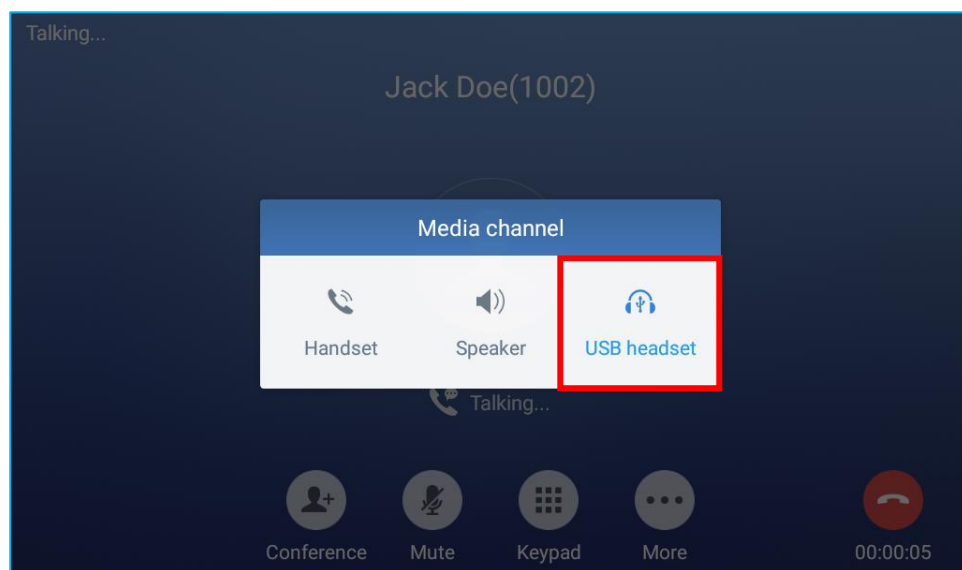 Talking...
Jack Doe(1002)
Media channel
Handset Speaker USB headset
Talking...
Conference Mute Keypad More 00:00:05